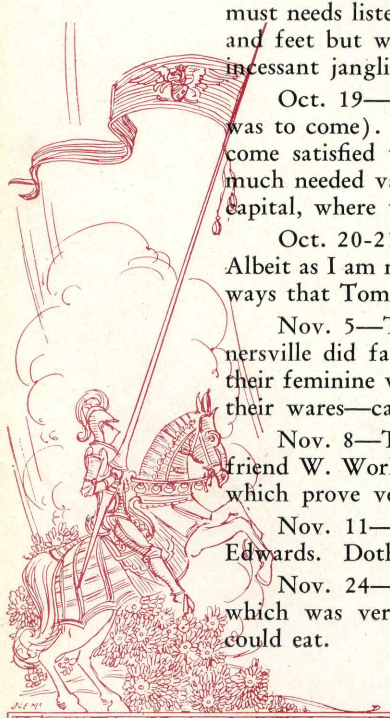 must needs liste
and feet but w
incessant jangli
Oct. 19—
was to come).
come satisfied
much needed v
capital, where
Oct. 20-2
Albeit as I am
ways that Tom
Nov. 5—T
nersville did fa
their feminine
their wares—ca
Nov. 8—T
friend W. Wor
which prove ve
Nov. 11—
Edwards. Doth
Nov. 24—
which was ver
could eat.